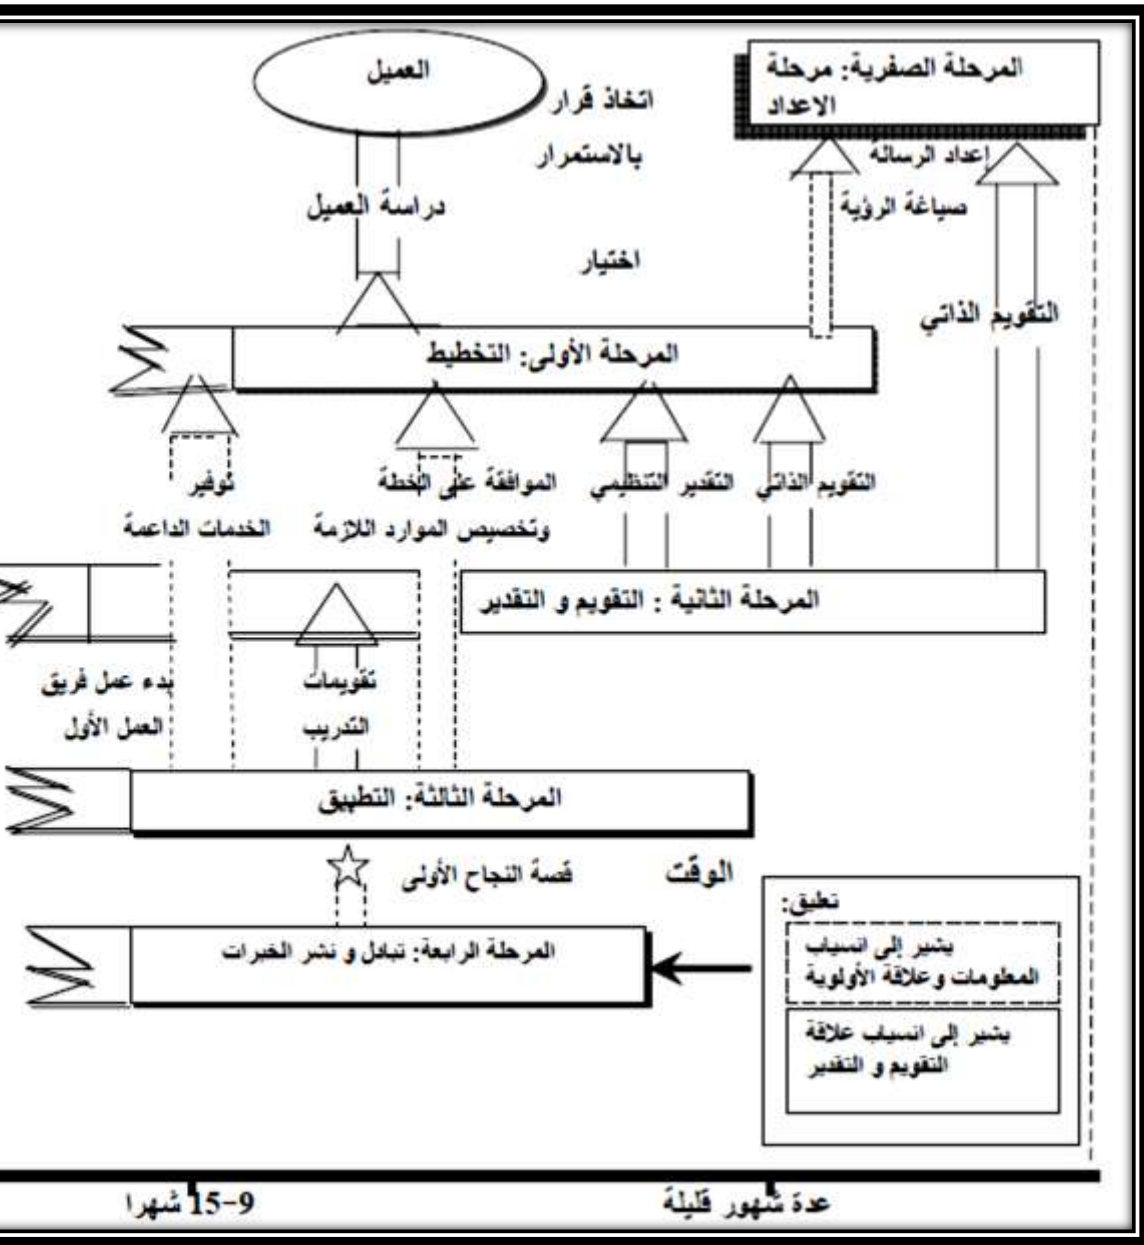 المرحلة الصفرية: مرحلة
الاعداد
العميل
اتخاذ قرار
بالاستمرار
إعداد الرسالة
صياغة الرؤية
دراسة العميل
اختيار
التقويم الذاتي
المرحلة الأولى: التخطيط
التقويم الذاتي
التقدير التنظيمي
الموافقة على الخطة
وتخصيص الموارد اللازمة
توفير
الخدمات الداعمة
المرحلة الثانية : التقويم و التقدير
تقويمات
التدريب
بدء عمل فريق
العمل الأول
المرحلة الثالثة: التطبيق
الوقت
قصة النجاح الأولى
المرحلة الرابعة: تبادل و نشر الخبرات
تعليق:
يشير إلى انسياب
المعلومات وعلاقة الأولوية
يشير إلى انسياب علاقة
التقويم و التقدير
عدة شهور قليلة
9-15 شهرا